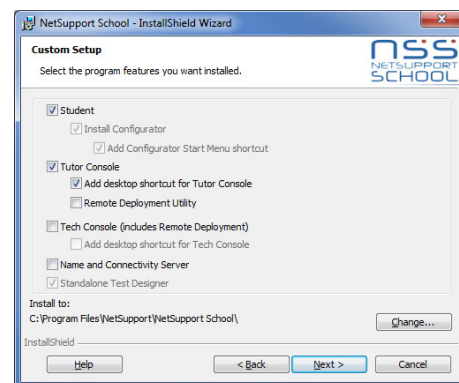 NetSupport School - InstallShield Wizard
Custom Setup
Select the program features you want installed.
nss
NETSUPPORT
SCHOOL
Student
Install Configurator
Add Configurator Start Menu shortcut
Tutor Console
Add desktop shortcut for Tutor Console
Remote Deployment Utility
Tech Console (includes Remote Deployment)
Add desktop shortcut for Tech Console
Name and Connectivity Server
Standalone Test Designer
Install to:
C:\Program Files\NetSupport\NetSupport School\
Change...
InstallShield
Help < Back Next > Cancel